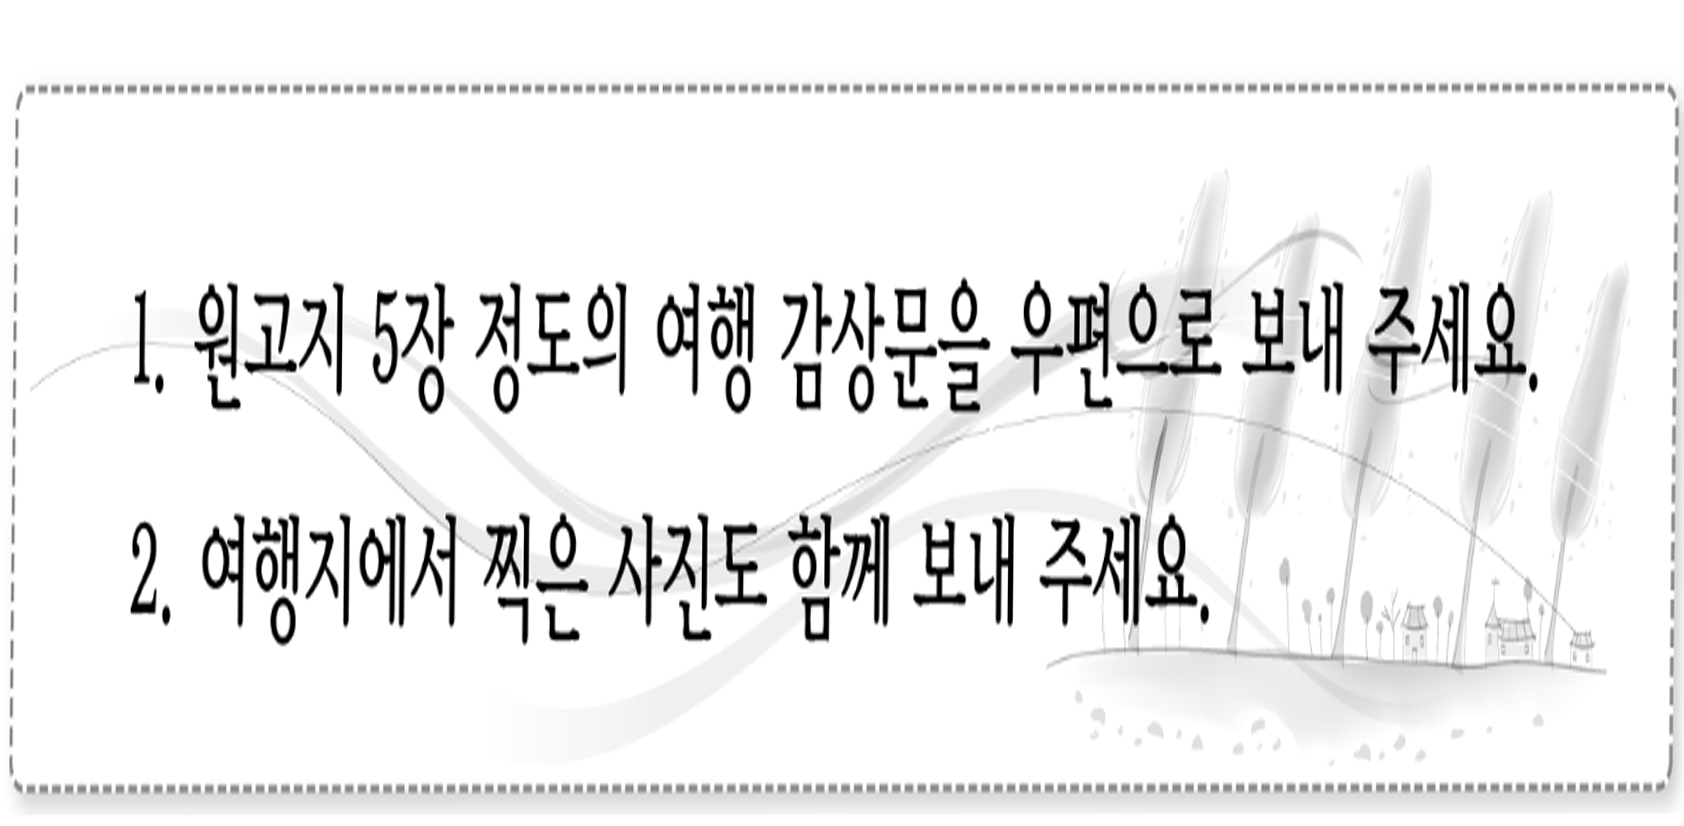 1. 원고지 5장 정도의 여행 감상문을 우편으로 보내 주세요.
2. 여행지에서 찍은 사진도 함께 보내 주세요.